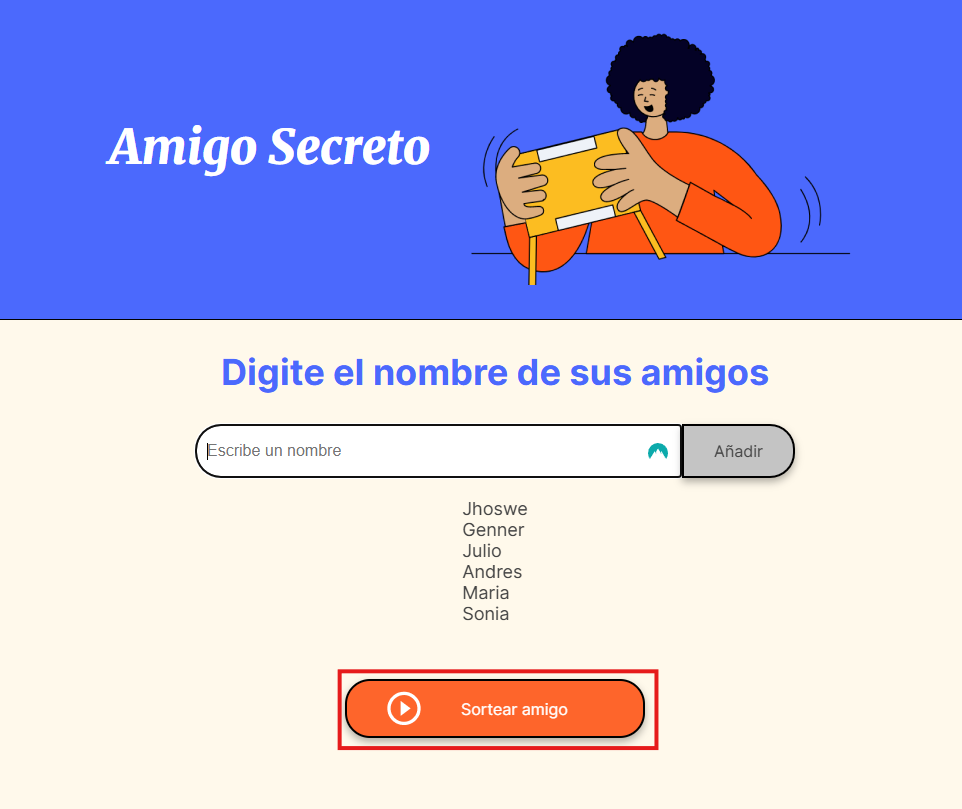 Amigo Secreto
Digite el nombre de sus amigos
Escribe un nombre
Añadir
Jhoswe
Genner
Julio
Andres
Maria
Sonia
Sortear amigo